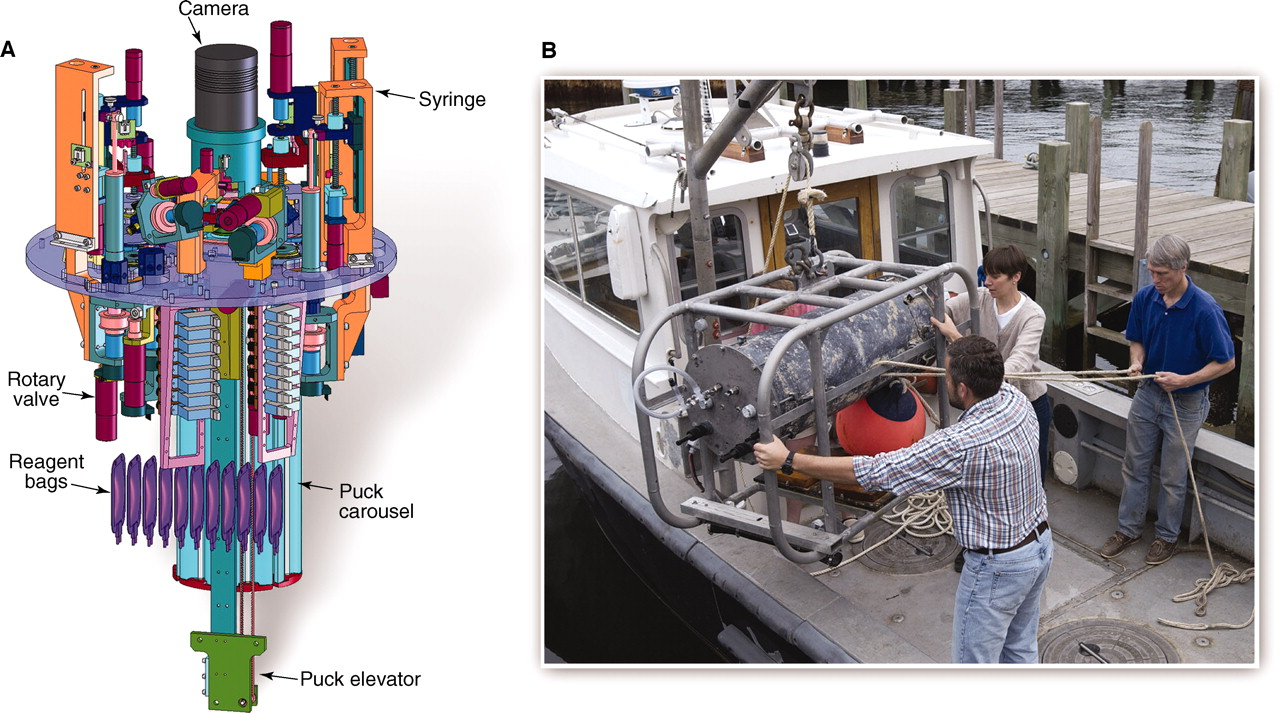 Camera
A
B
Syringe
Rotary
valve
Reagent
bags
Puck
carousel
Puck elevator